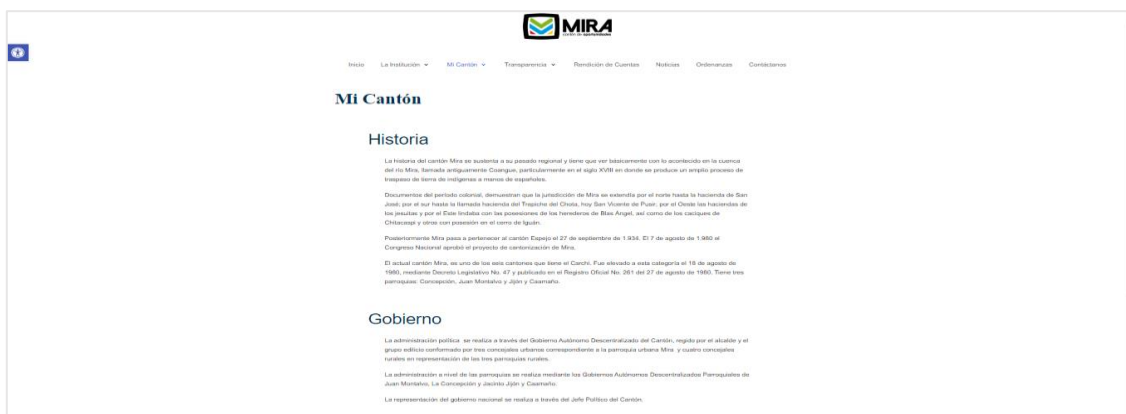 MIRA
cantón de oportunidades
Inicio La Institución Mi Cantón Transparencia Rendición de Cuentas Noticias Ordenanzas Contáctanos
Mi Cantón
Historia
La historia del cantón Mira se sustenta a su pasado regional y tiene que ver básicamente con lo acontecido en la cuenca
del río Mira, llamada antiguamente Coangue, particularmente en el siglo XVIII en donde se produce un amplio proceso de
traspaso de tierra de indígenas a manos de españoles.
Documentos del período colonial, demuestran que la jurisdicción de Mira se extendía por el norte hasta la hacienda de San
José; por el sur hasta la llamada hacienda del Trapiche del Chota, hoy San Vicente de Pusir; por el Oeste las haciendas de
los jesuitas y por el Este lindaba con las posesiones de los herederos de Blas Ángel, así como de los caciques de
Chitacaspi y otros con posesión en el cerro de Iguán.
Posteriormente Mira pasa a pertenecer al cantón Espejo el 27 de septiembre de 1.934. El 7 de agosto de 1,980 el
Congreso Nacional aprobó el proyecto de cantonización de Mira.
El actual cantón Mira, es uno de los seis cantones que tiene el Carchi. Fue elevado a esta categoría el 18 de agosto de
1980, mediante Decreto Legislativo No. 47 y publicado en el Registro Oficial No. 261 del 27 de agosto de 1980. Tiene tres
parroquias: Concepción, Juan Montalvo y Jijón y Caamaño.
Gobierno
La administración política se realiza a través del Gobierno Autónomo Descentralizado del Cantón, regido por el alcalde y el
grupo edilicio conformado por tres concejales urbanos correspondiente a la parroquia urbana Mira y cuatro concejales
rurales en representación de las tres parroquias rurales.
La administración a nivel de las parroquias se realiza mediante los Gobiernos Autónomos Descentralizados Parroquiales de
Juan Montalvo, La Concepción y Jacinto Jijón y Caamaño.
La representación del gobierno nacional se realiza a través del Jefe Político del Cantón.